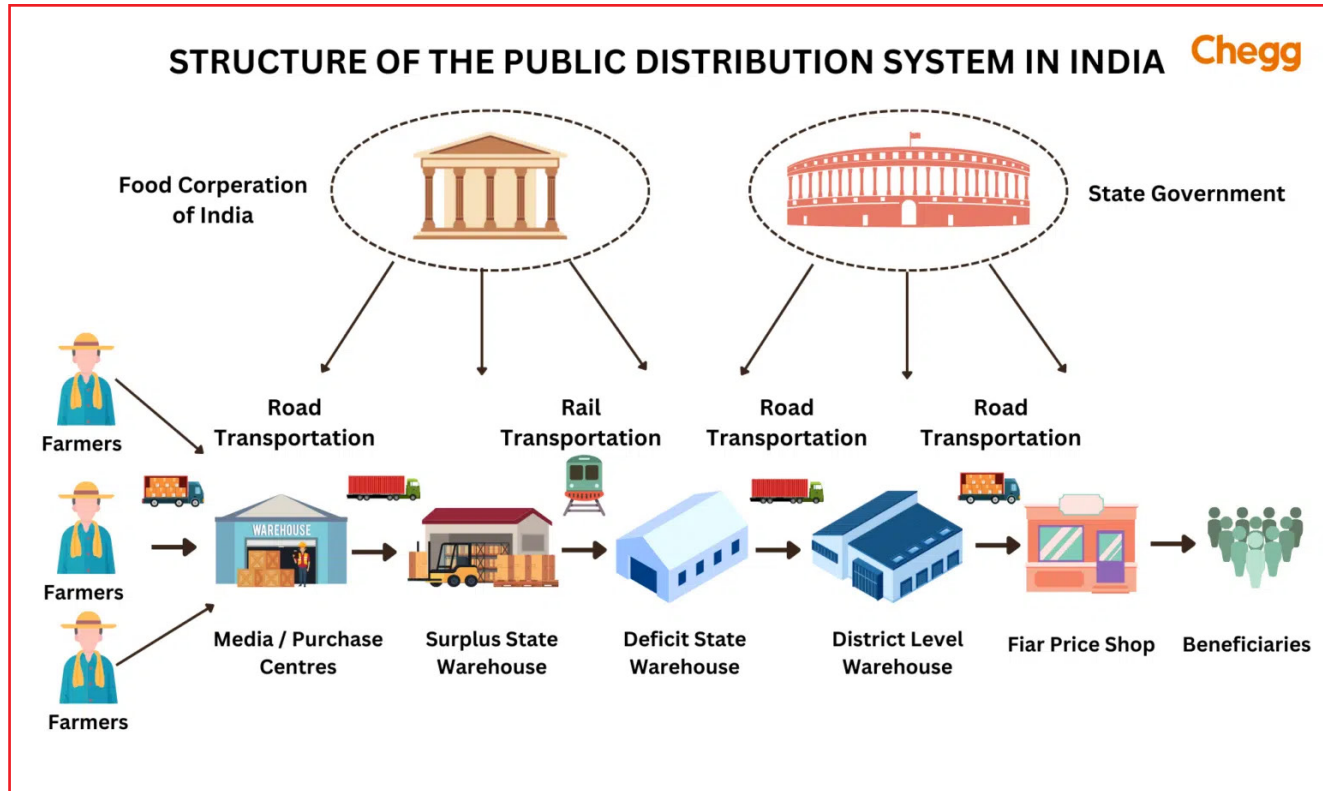 STRUCTURE OF THE PUBLIC DISTRIBUTION SYSTEM IN INDIA
Chegg
Food Corperation
of India
State Government
Farmers
Road
Transportation
Rail
Transportation
Road
Transportation
Road
Transportation
Farmers
WAREHOUSE
Farmers
Media / Purchase
Centres
Surplus State
Warehouse
Deficit State
Warehouse
District Level
Warehouse
Fiar Price Shop
Beneficiaries